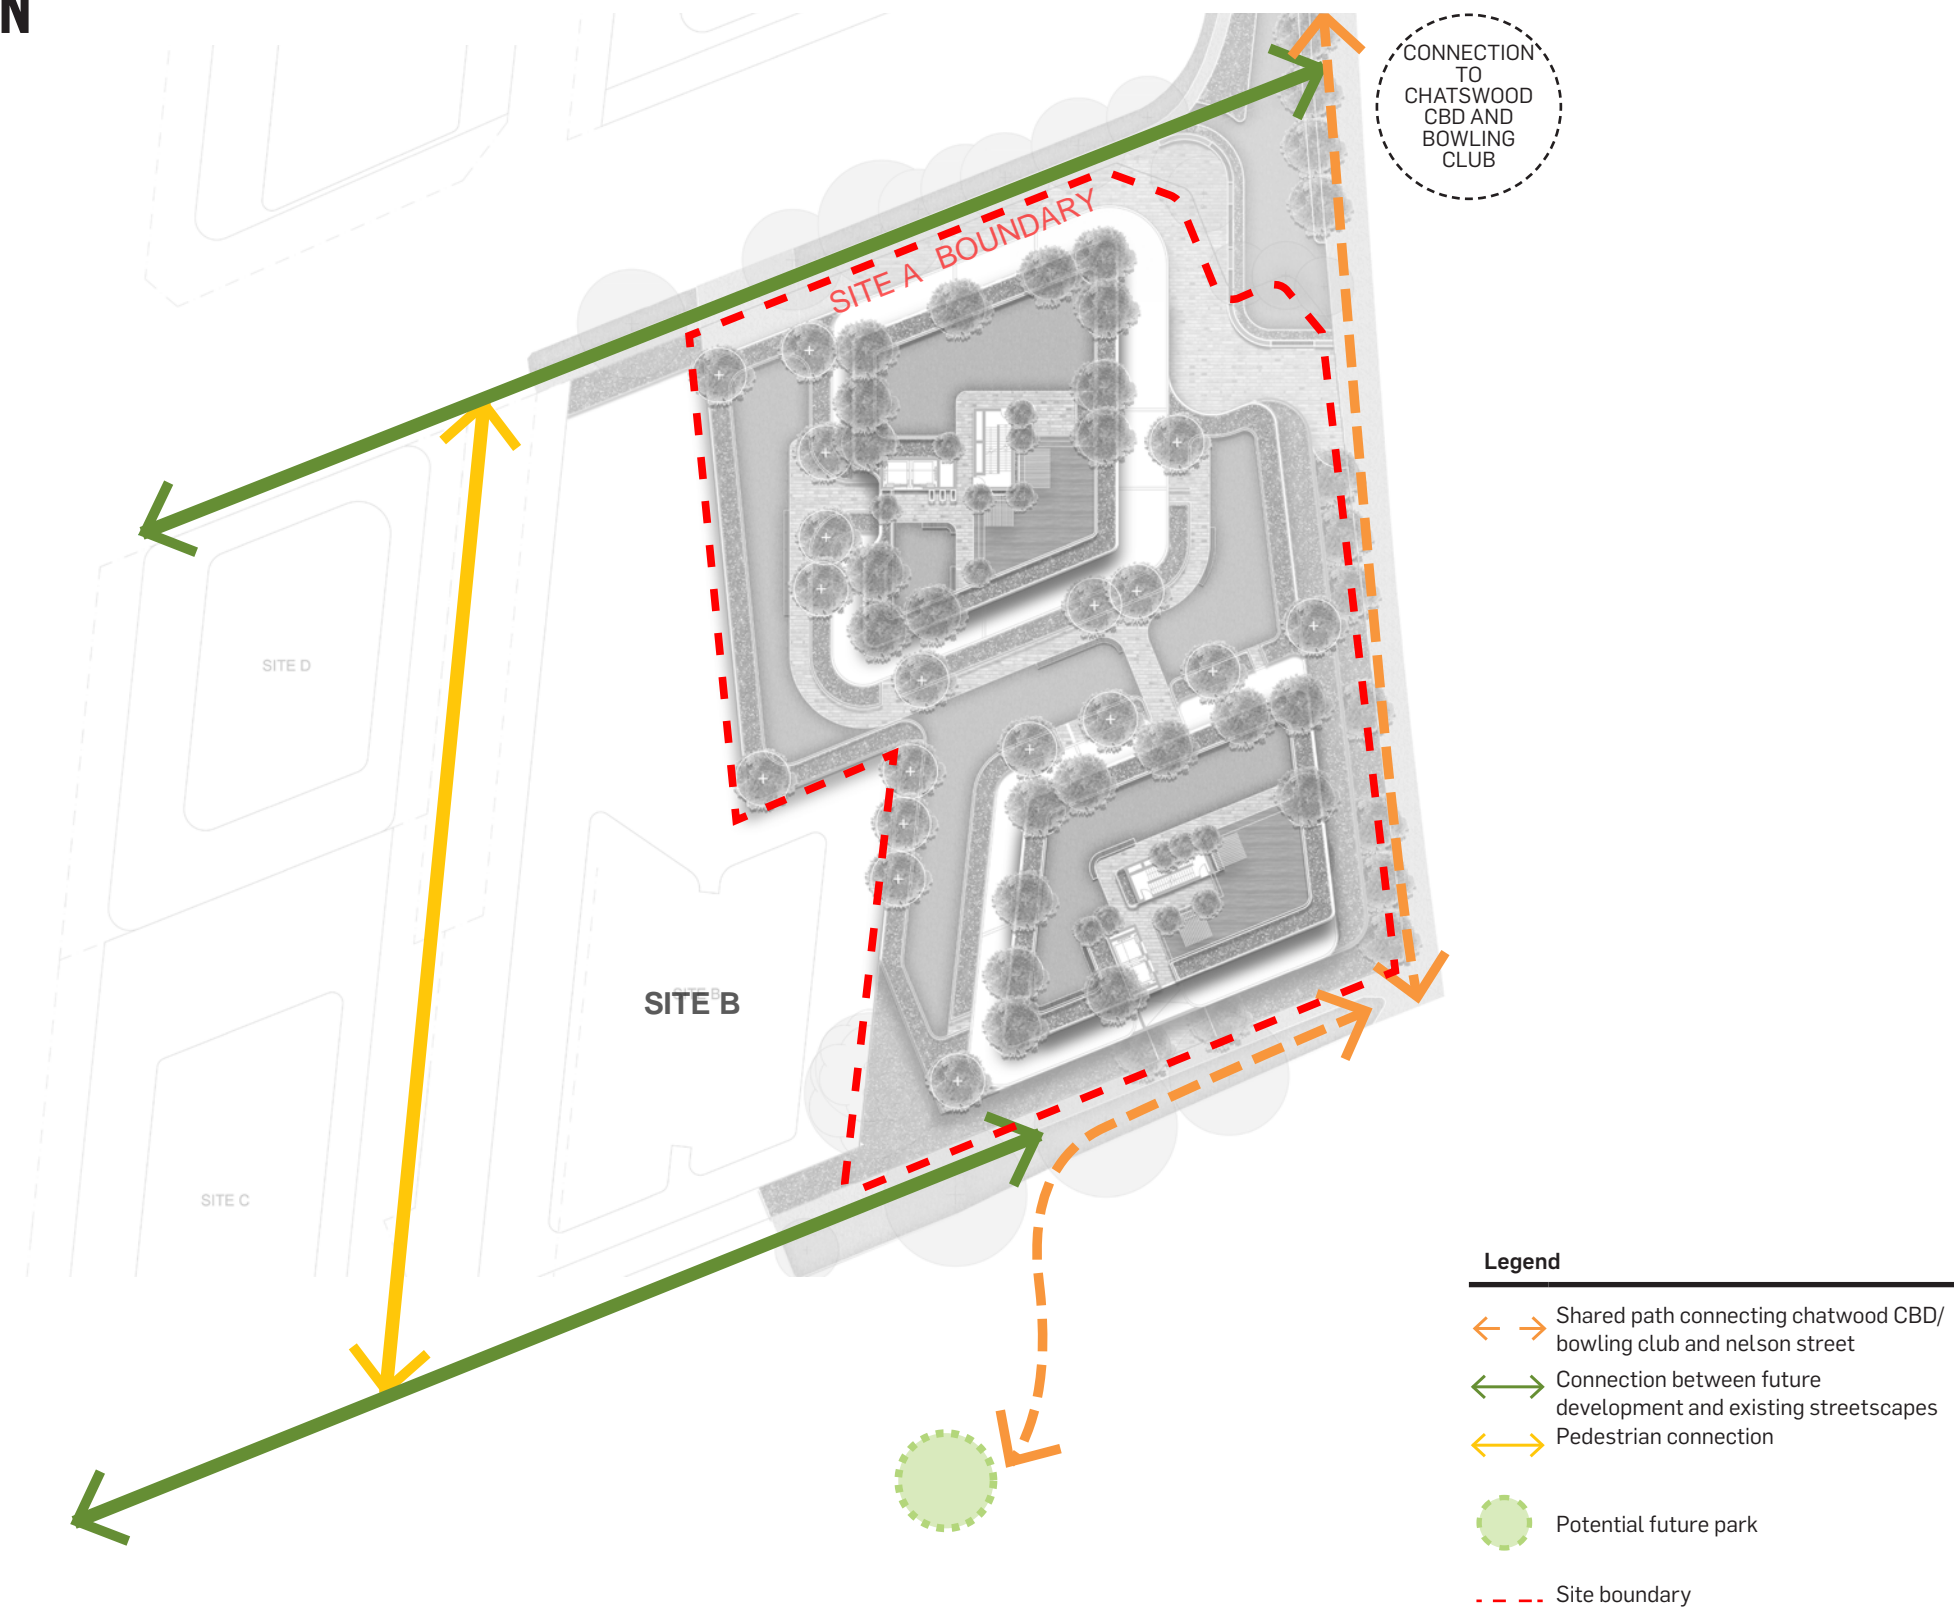 N
CONNECTION
TO
CHATSWOOD
CBD AND
BOWLING
CLUB
SITE A BOUNDARY
SITE D
SITE B
SITE B
SITE C
Legend
Shared path connecting chatwood CBD/
bowling club and nelson street
Connection between future
development and existing streetscapes
Pedestrian connection
Potential future park
Site boundary